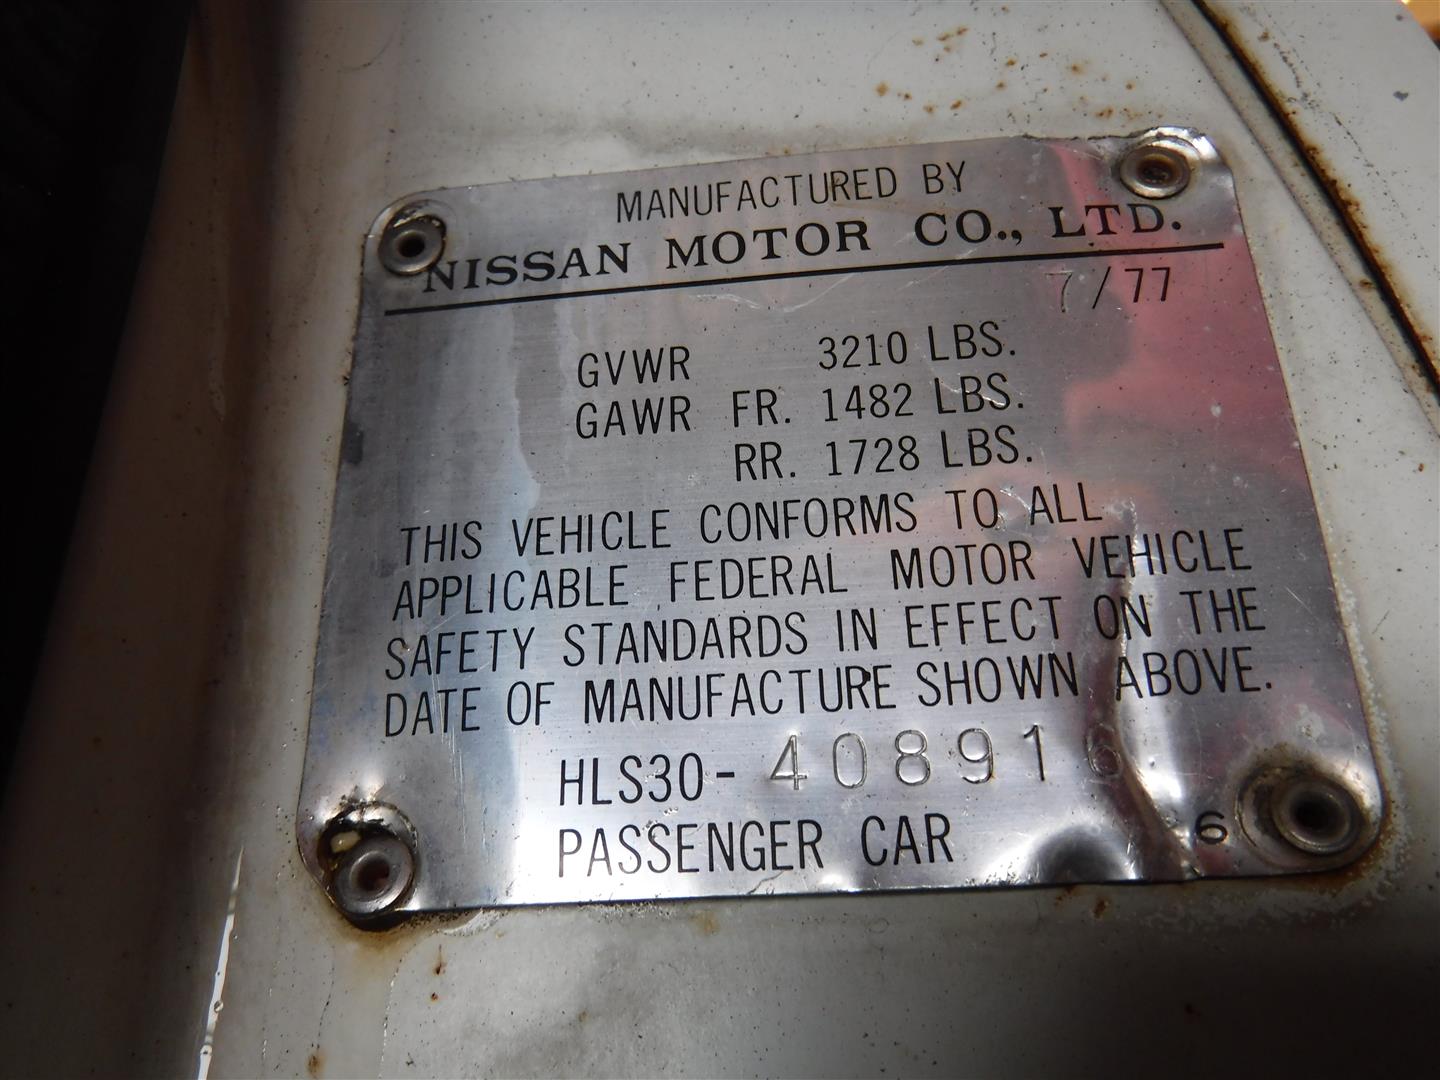 MANUFACTURED BY
NISSAN MOTOR CO., LTD.
7/77
GVWR 3210 LBS.
GAWR FR. 1482 LBS.
RR. 1728 LBS.
THIS VEHICLE CONFORMS TO ALL
APPLICABLE FEDERAL MOTOR VEHICLE
SAFETY STANDARDS IN EFFECT ON THE
DATE OF MANUFACTURE SHOWN ABOVE.
HLS30-408916
PASSENGER CAR 6